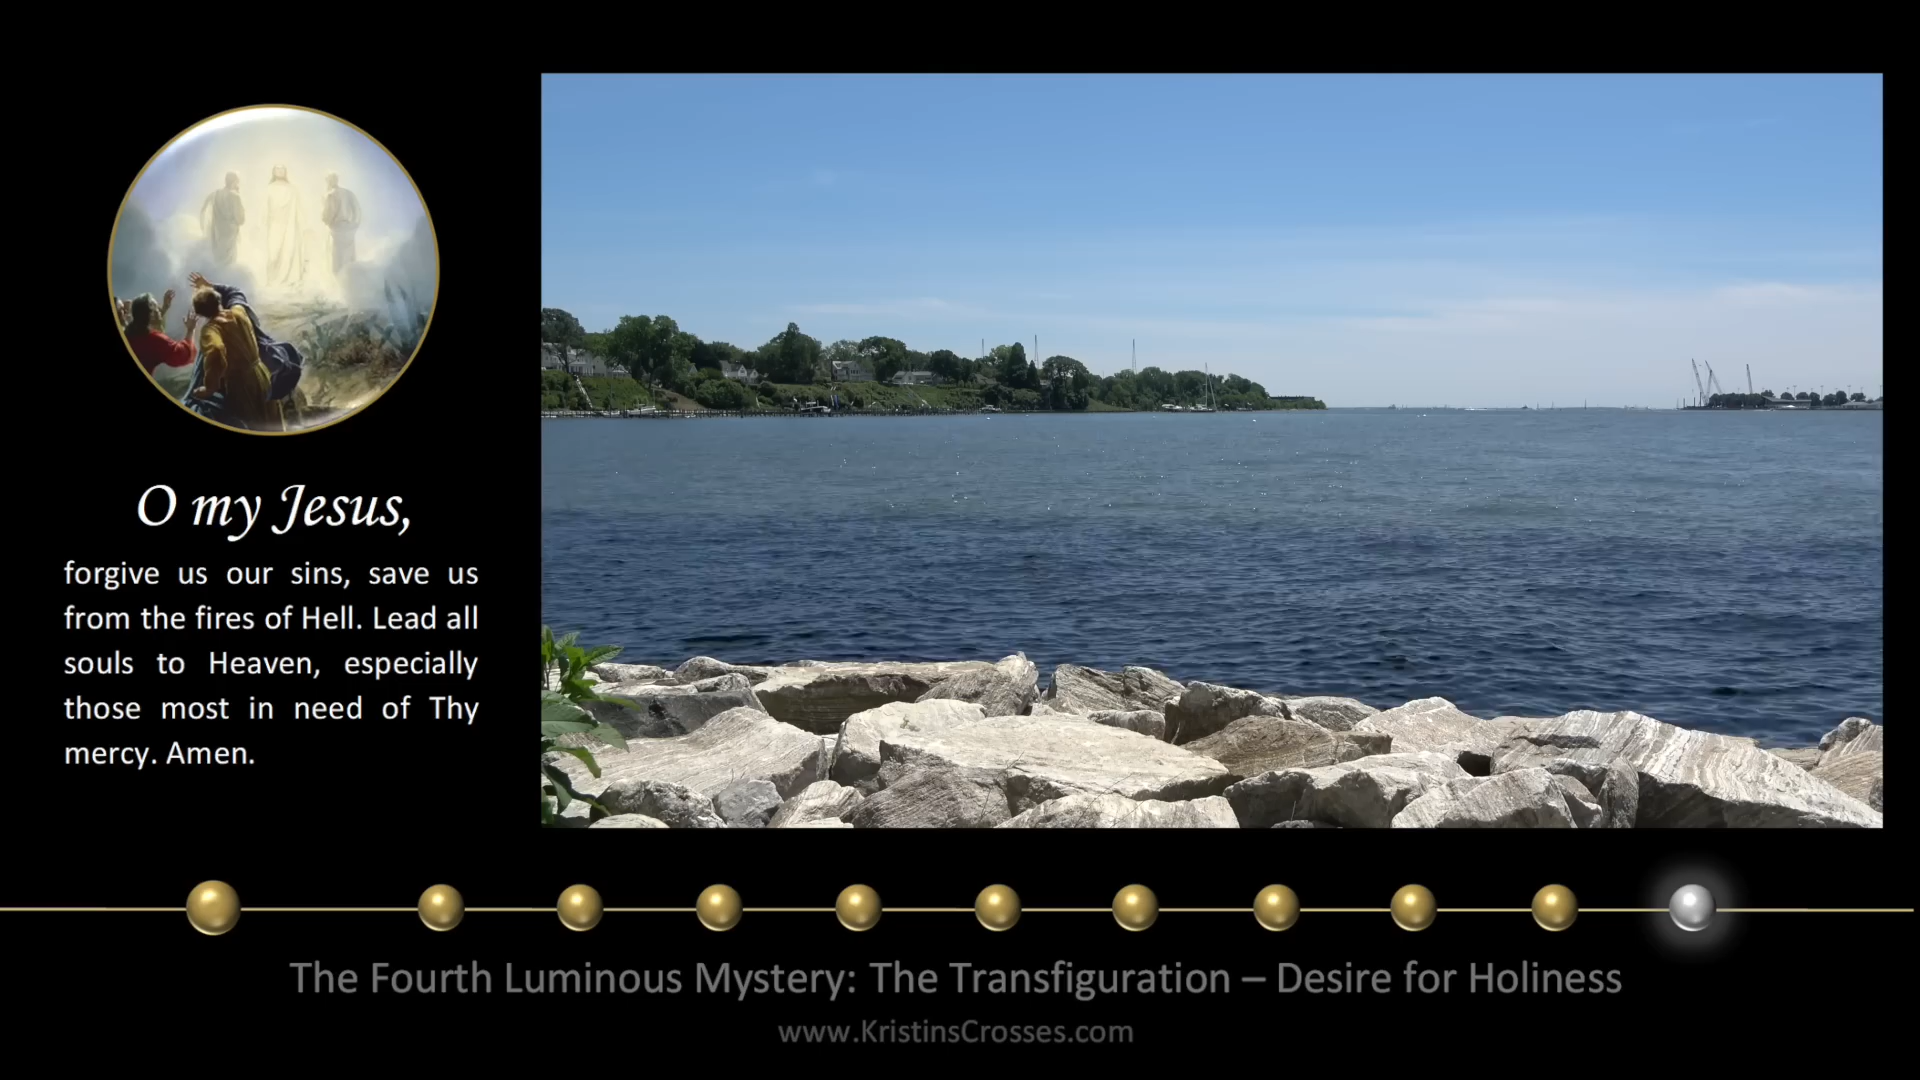 O my Jesus,
forgive us our sins, save us
from the fires of Hell. Lead all
souls to Heaven, especially
those most in need of Thy
mercy. Amen.
The Fourth Luminous Mystery: The Transfiguration – Desire for Holiness
www.KristinsCrosses.com